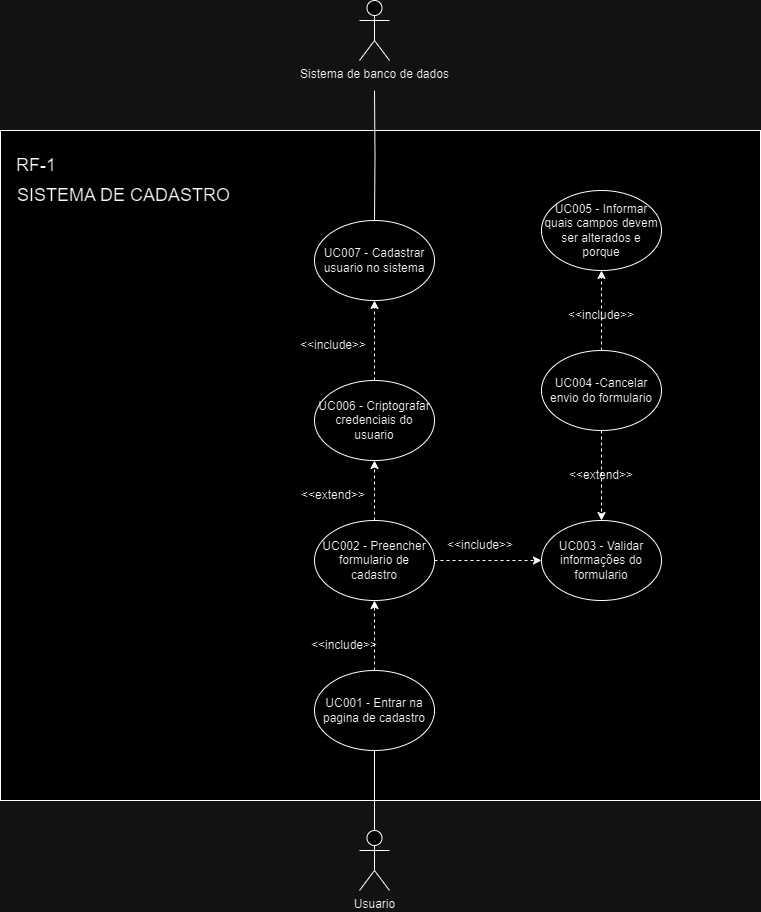 Sistema de banco de dados
RF-1
SISTEMA DE CADASTRO
UC005 - Informar
quais campos devem
ser alterados e
porque
UC007 - Cadastrar
usuario no sistema
<<include>>
<<include>>
UC004 -Cancelar
envio do formulario
UC006 - Criptografar
credenciais do
usuario
<<extend>>
<<extend>>
UC002 - Preencher
formulario de
cadastro
<<include>>
UC003 - Validar
informações do
formulario
<<include>>
UC001 - Entrar na
pagina de cadastro
Usuario